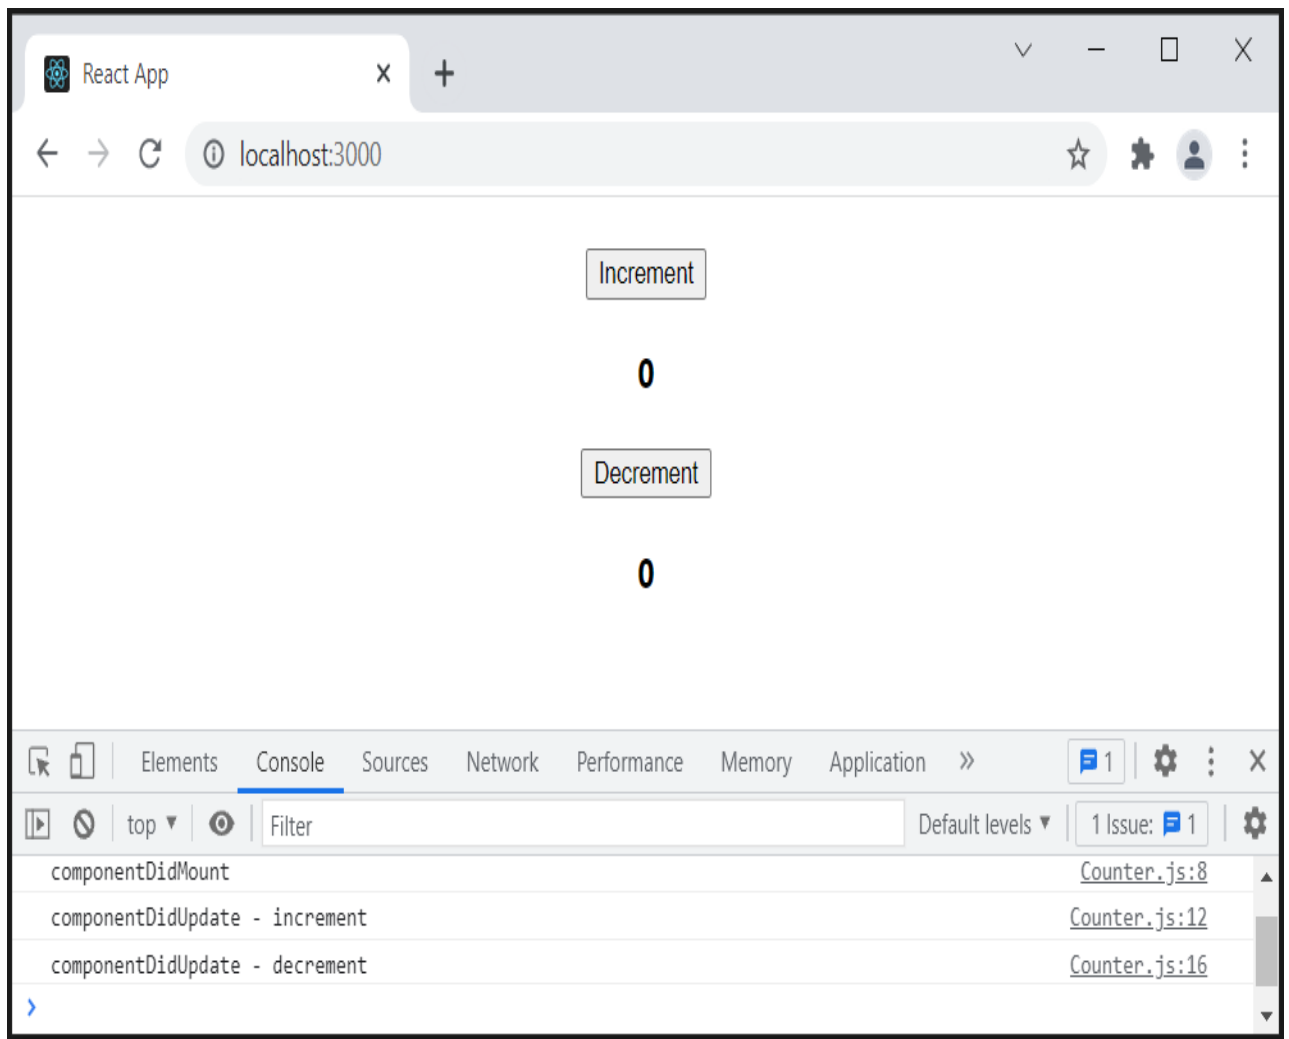 React App
localhost:3000
Increment
0
Decrement
0
Elements Console Sources Network Performance Memory Application » 1
top Filter Default levels 1 Issue: 1
componentDidMount Counter.js:8
componentDidUpdate - increment Counter.js:12
componentDidUpdate - decrement Counter.js:16